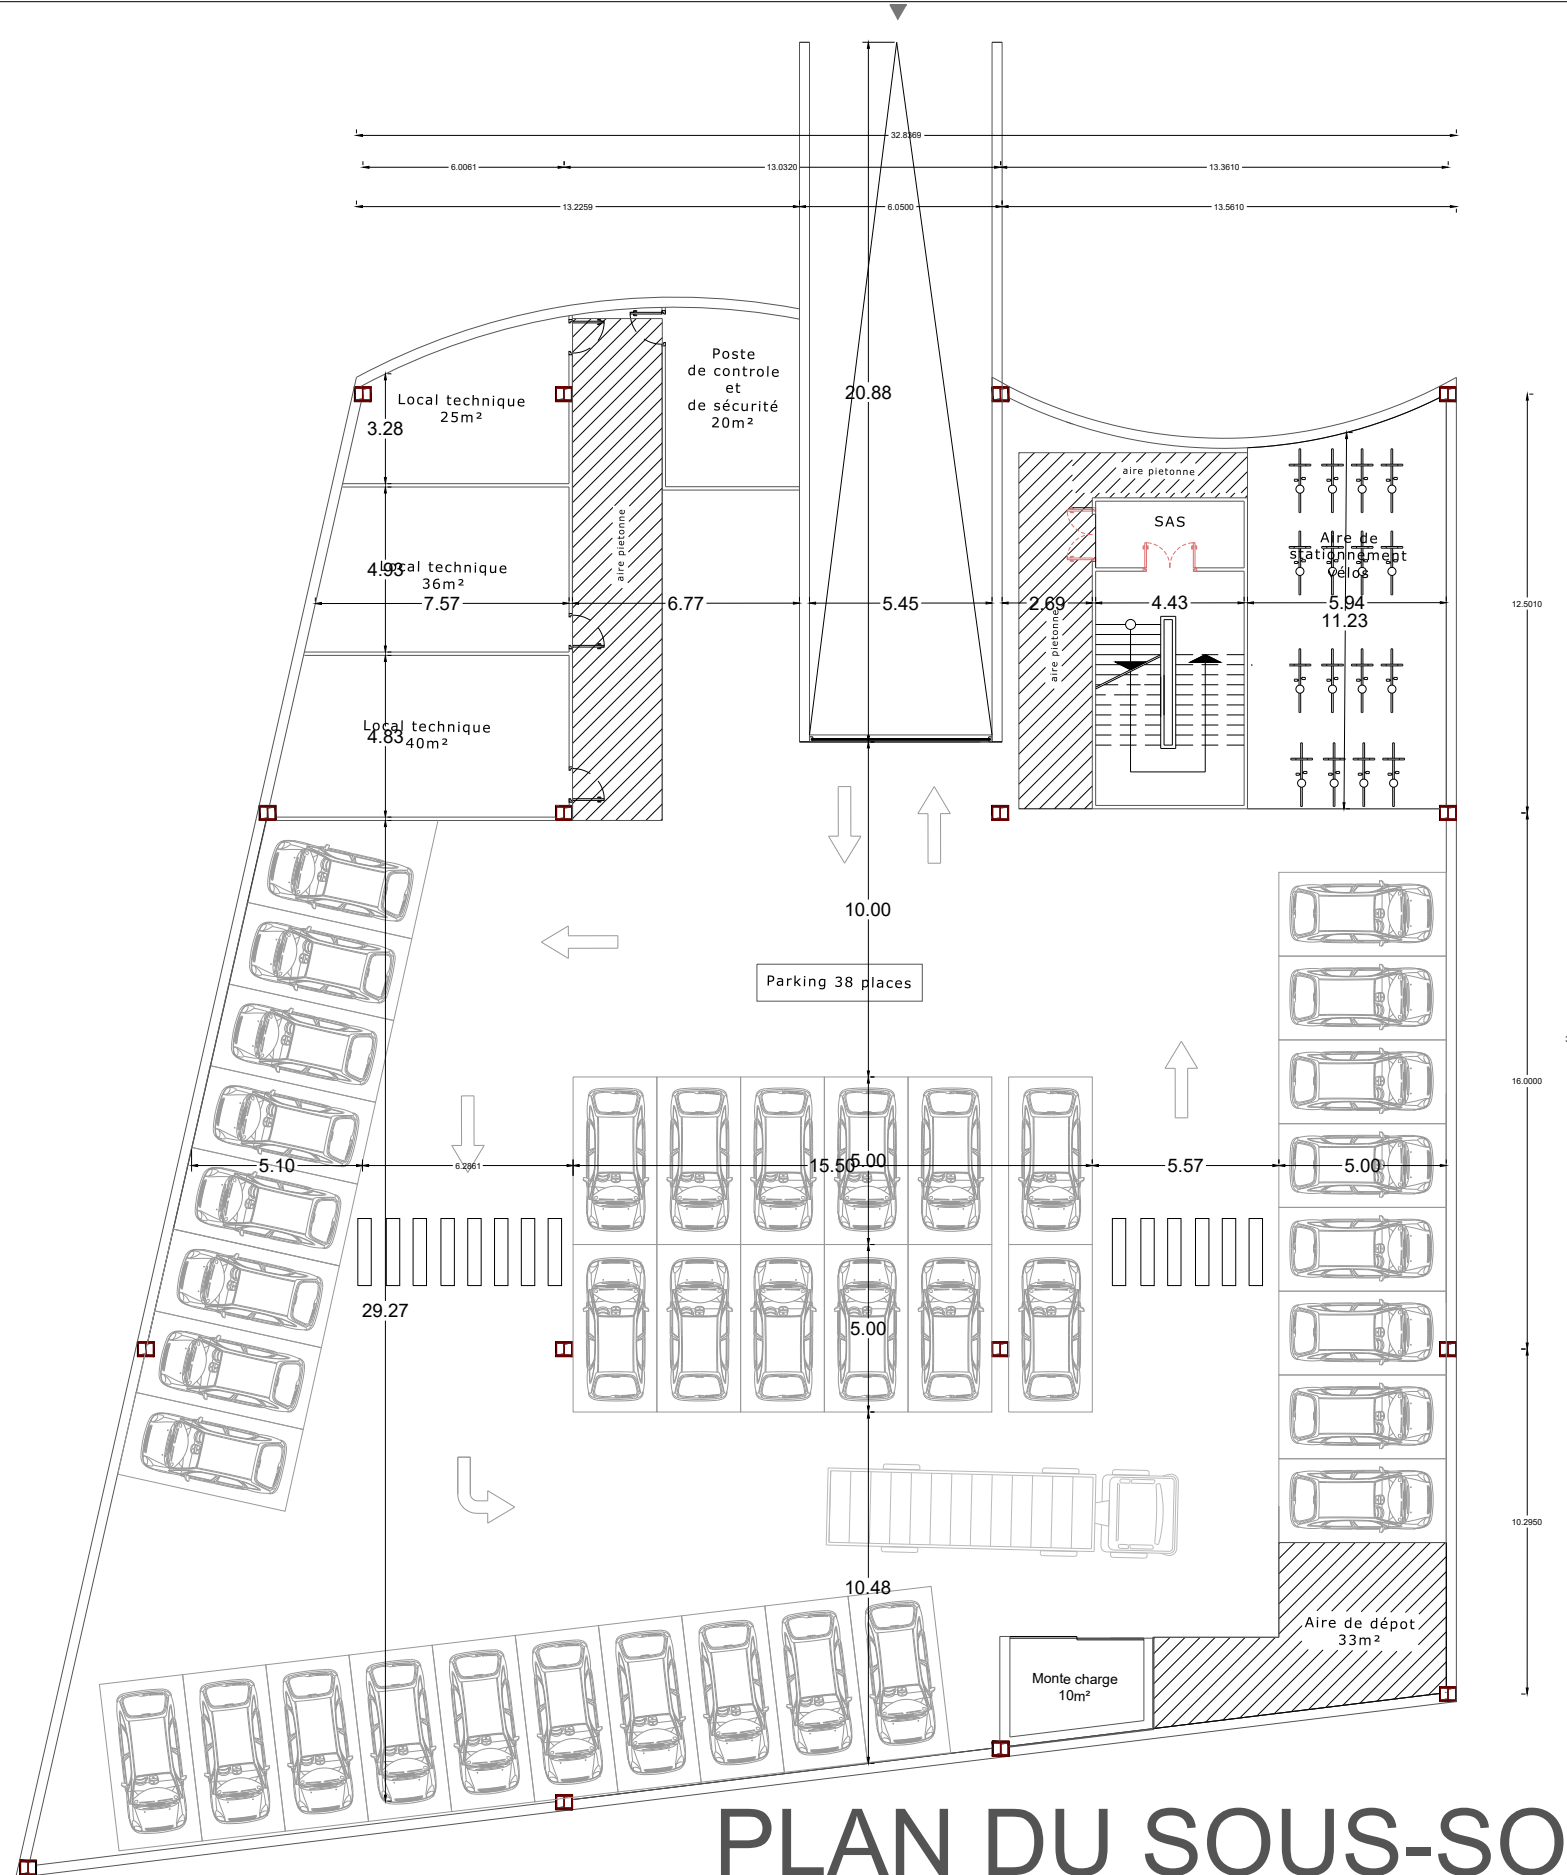 32.8369
6.0061
13.0320
13.3610
13.2259
6.0500
13.5610
Poste
de controle
et
de sécurité
20m²
Local technique
25m²
3.28
20.88
aire pietonne
SAS
Aire de
stationnement
vélos
aire pietonne
Local technique
36m²
4.93
7.57
6.77
5.45
2.69
4.43
5.94
11.23
12.5010
aire pietonne
Local technique
40m²
4.83
10.00
Parking 38 places
16.0000
5.10
6.2861
15.50
5.00
5.57
5.00
29.27
5.00
10.2950
10.48
Aire de dépot
33m²
Monte charge
10m²
PLAN DU SOUS-SO